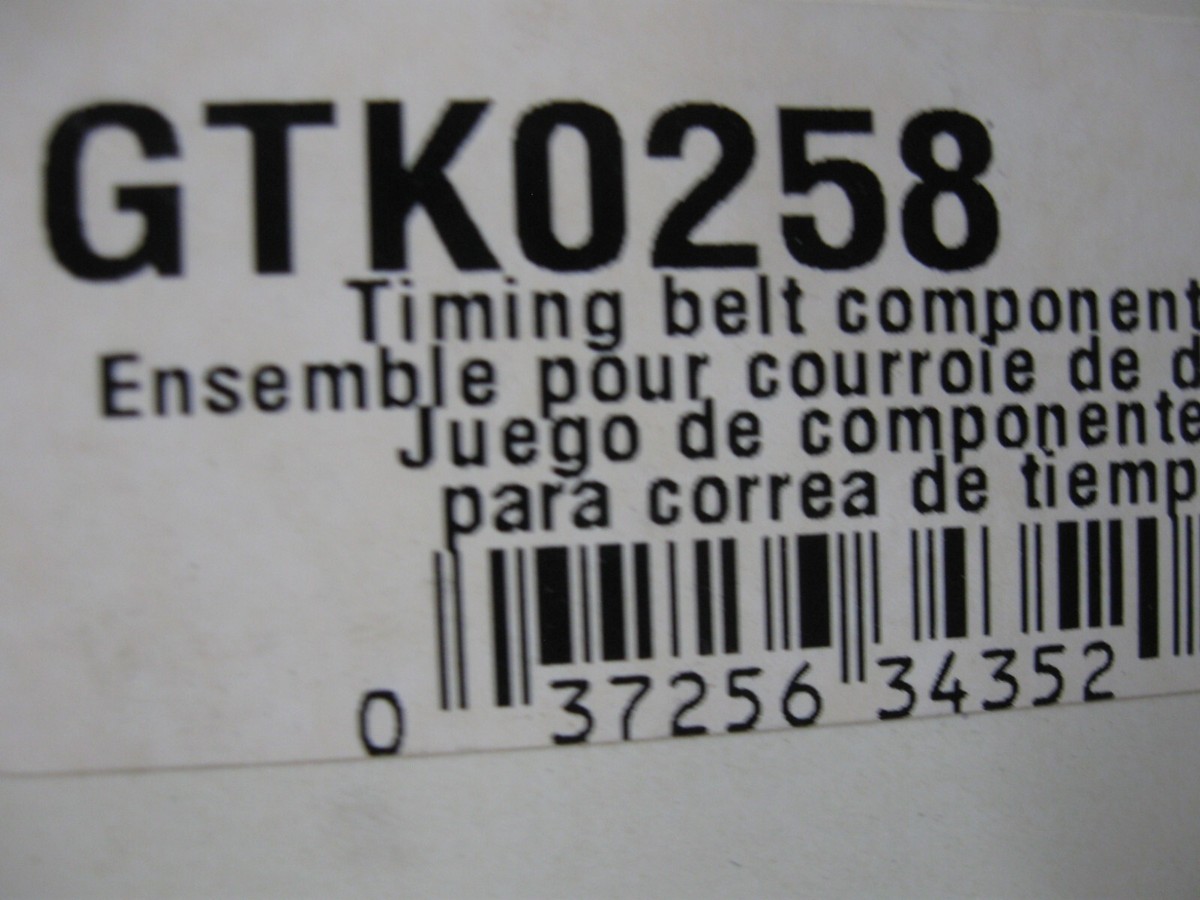 GTK0258
Timing belt component
Ensemble pour courroie de d
Juego de componente
para correa de tiemp
0 37256 34352